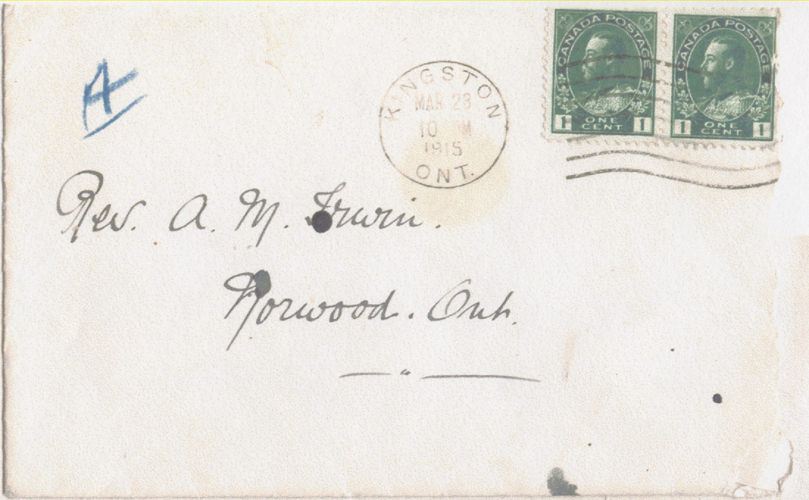 A
KINGSTON
MAR 28
10 M
1915
ONT.
CANADA POSTAGE
1 ONE CENT 1
CANADA POSTAGE
1 ONE CENT 1
Rev. A. M. Irwin.
Norwood. Ont.